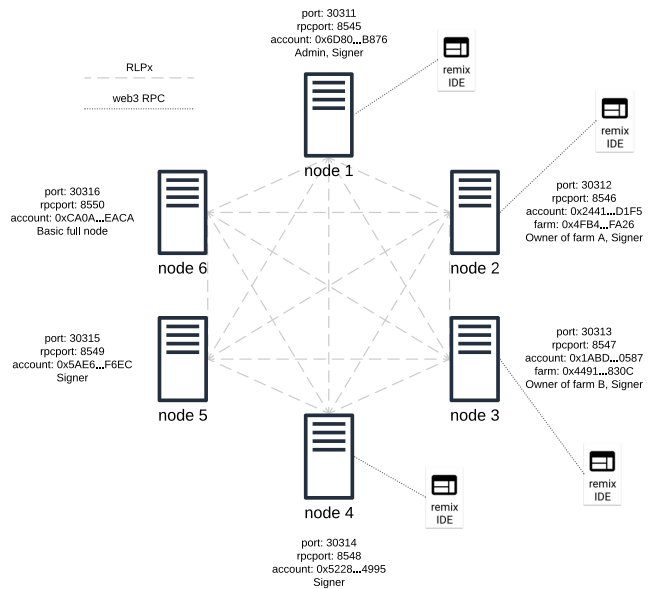 port: 30311
rpcport: 8545
account: 0x6D80...B876
Admin, Signer
remix
IDE
RLPx
web3 RPC
node 1
remix
IDE
port: 30316
rpcport: 8550
account: 0xCA0A...EACA
Basic full node
node 6
port: 30312
rpcport: 8546
account: 0x2441...D1F5
farm: 0x4FB4...FA26
Owner of farm A, Signer
node 2
port: 30315
rpcport: 8549
account: 0x5AE6...F6EC
Signer
node 5
port: 30313
rpcport: 8547
account: 0x1ABD...0587
farm: 0x4491...830C
Owner of farm B, Signer
node 3
remix
IDE
node 4
remix
IDE
port: 30314
rpcport: 8548
account: 0x5228...4995
Signer